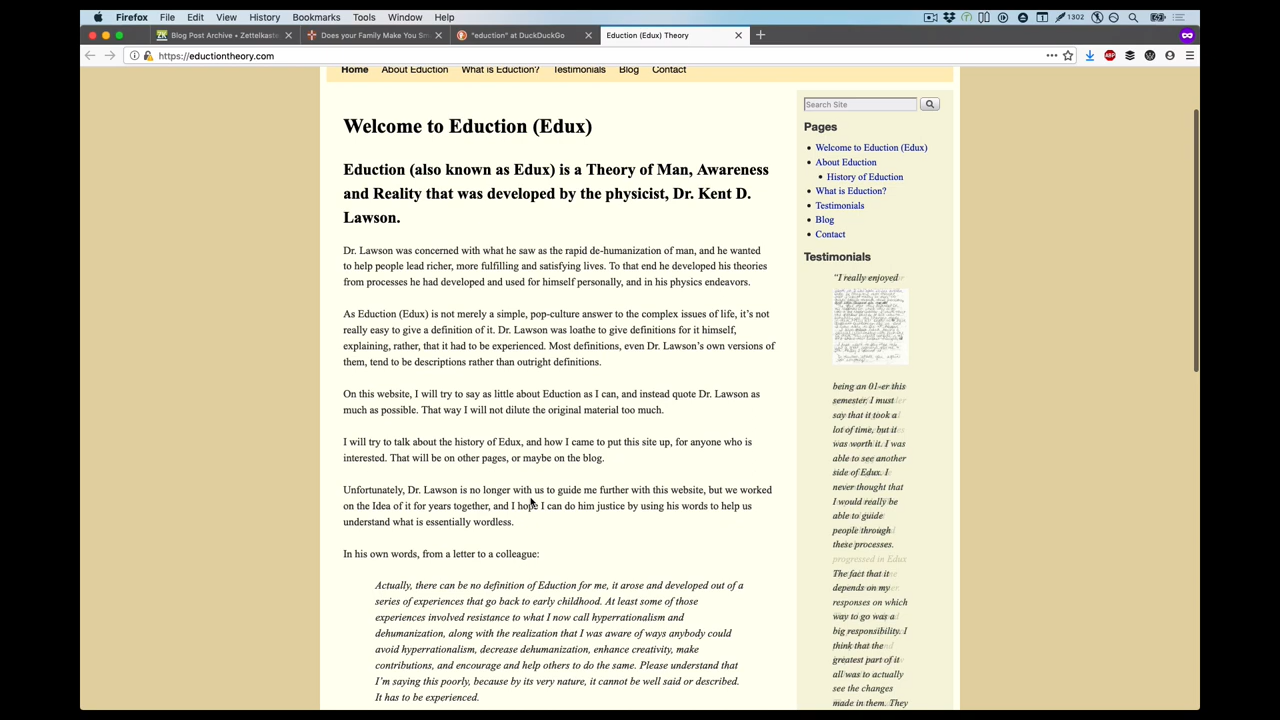 Firefox File Edit View History Bookmarks Tools Window Help 1302
Blog Post Archive • Zettelkaste
Does your Family Make You Sm
"eduction" at DuckDuckGo
Eduction (Edux) Theory
https://eductiontheory.com
Home About Eduction What is Eduction? Testimonials Blog Contact
Welcome to Eduction (Edux)
Eduction (also known as Edux) is a Theory of Man, Awareness
and Reality that was developed by the physicist, Dr. Kent D.
Lawson.
Dr. Lawson was concerned with what he saw as the rapid de-humanization of man, and he wanted
to help people lead richer, more fulfilling and satisfying lives. To that end he developed his theories
from processes he had developed and used for himself personally, and in his physics endeavors.
As Eduction (Edux) is not merely a simple, pop-culture answer to the complex issues of life, it's not
really easy to give a definition of it. Dr. Lawson was loathe to give definitions for it himself,
explaining, rather, that it had to be experienced. Most definitions, even Dr. Lawson's own versions of
them, tend to be descriptions rather than outright definitions.
On this website, I will try to say as little about Eduction as I can, and instead quote Dr. Lawson as
much as possible. That way I will not dilute the original material too much.
I will try to talk about the history of Edux, and how I came to put this site up, for anyone who is
interested. That will be on other pages, or maybe on the blog.
Unfortunately, Dr. Lawson is no longer with us to guide me further with this website, but we worked
on the Idea of it for years together, and I hope I can do him justice by using his words to help us
understand what is essentially wordless.
In his own words, from a letter to a colleague:
Actually, there can be no definition of Eduction for me, it arose and developed out of a
series of experiences that go back to early childhood. At least some of those
experiences involved resistance to what I now call hyperrationalism and
dehumanization, along with the realization that I was aware of ways anybody could
avoid hyperrationalism, decrease dehumanization, enhance creativity, make
contributions, and encourage and help others to do the same. Please understand that
I'm saying this poorly, because by its very nature, it cannot be well said or described.
It has to be experienced.
Search Site
Pages
Welcome to Eduction (Edux)
About Eduction
History of Eduction
What is Eduction?
Testimonials
Blog
Contact
Testimonials
"I really enjoyed
being an 01-er this
semester. I must
say that it took a
lot of time, but it
was worth it. I was
able to see another
side of Edux. I
never thought that
I would really be
able to guide
people through
these processes.
progressed in Edux
The fact that it
depends on my
responses on which
way to go was a
big responsibility. I
think that the
greatest part of it
all was to actually
see the changes
made in them. They